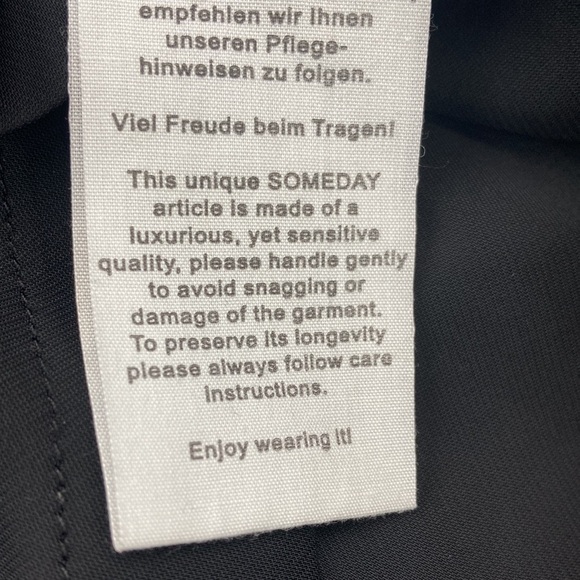 empfehlen wir Ihnen
unseren Pflege-
hinweisen zu folgen.
Viel Freude beim Tragen!
This unique SOMEDAY
article is made of a
luxurious, yet sensitive
quality, please handle gently
to avoid snagging or
damage of the garment.
To preserve its longevity
please always follow care
instructions.
Enjoy wearing it!